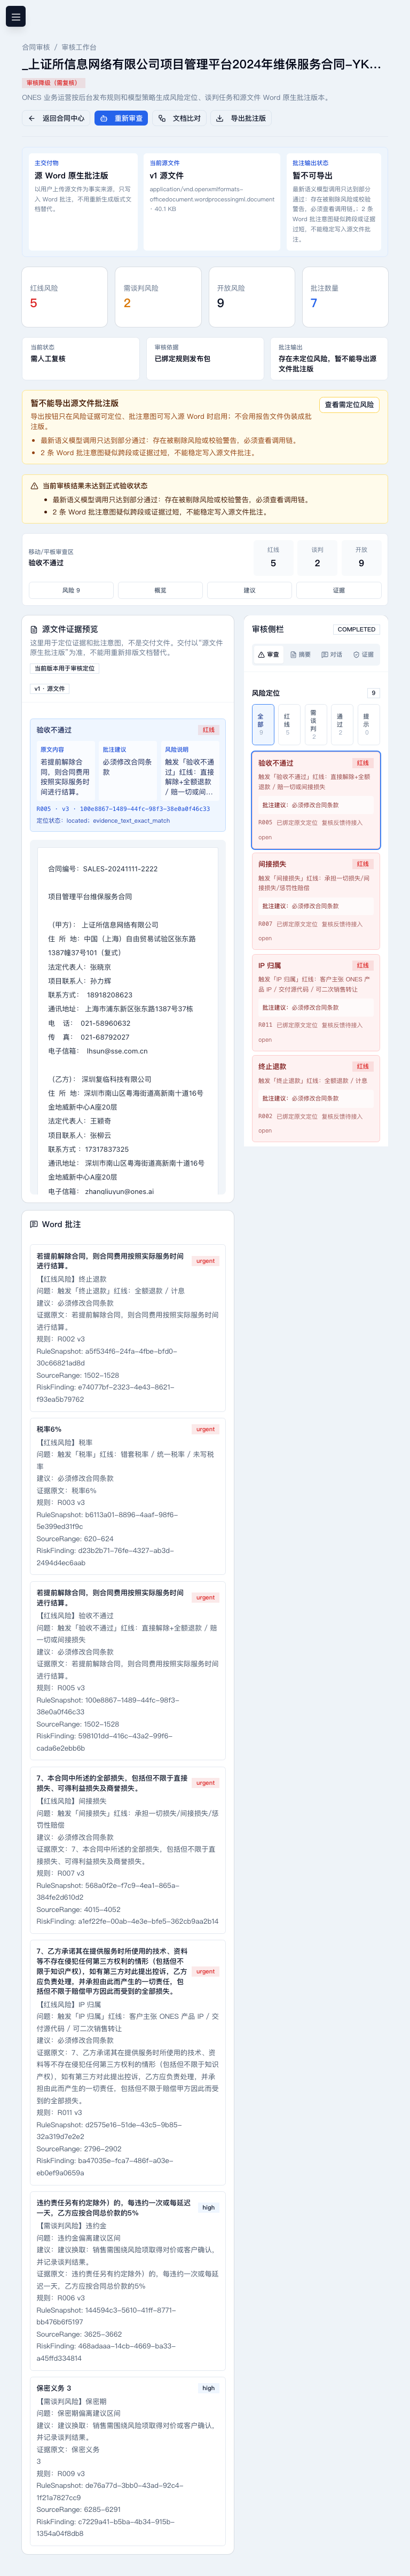 合同审核 / 审核工作台
_上证所信息网络有限公司项目管理平台2024年维保服务合同-YK...
审核降级（需复核）
ONES 业务运营按后台发布规则和模型策略生成风险定位、谈判任务和源文件 Word 原生批注版本。
返回合同中心 重新审查 文档比对 导出批注版
主交付物
源 Word 原生批注版
以用户上传源文件为事实来源，只写
入 Word 批注，不用重新生成版式文
档替代。
当前源文件
v1 源文件
application/vnd.openxmlformats-
officedocument.wordprocessingml.document
· 40.1 KB
批注输出状态
暂不可导出
最新语义模型调用只达到部分
通过：存在被剔除风险或校验
警告，必须查看调用链。；2 条
Word 批注意图疑似跨段或证据
过短，不能稳定写入源文件批
注。
红线风险
5
需谈判风险
2
开放风险
9
批注数量
7
当前状态
需人工复核
审核依据
已绑定规则发布包
批注输出
存在未定位风险，暂不能导出源
文件批注版
暂不能导出源文件批注版
导出按钮只在风险证据可定位、批注意图可写入源 Word 时启用；不会用报告文件伪装成批
注版。
• 最新语义模型调用只达到部分通过：存在被剔除风险或校验警告，必须查看调用链。
• 2 条 Word 批注意图疑似跨段或证据过短，不能稳定写入源文件批注。
查看需定位风险
当前审核结果未达到正式验收状态
• 最新语义模型调用只达到部分通过：存在被剔除风险或校验警告，必须查看调用链。
• 2 条 Word 批注意图疑似跨段或证据过短，不能稳定写入源文件批注。
移动/平板审查区
验收不通过
红线
5
谈判
2
开放
9
风险 9 概览 建议 证据
源文件证据预览
这里用于定位依据和批注意图，不是交付文件。交付以“源文件
原生批注版”为准，不能用重新排版文档替代。
当前版本用于审核定位
v1 · 源文件
验收不通过 红线
原文内容
若提前解除合
同，则合同费用
按照实际服务时
间进行结算。
批注建议
必须修改合同条
款
风险说明
触发「验收不通
过」红线：直接
解除+全额退款
/ 赔一切或间...
R005 · v3 · 100e8867-1489-44fc-98f3-38e0a0f46c33
定位状态：located；evidence_text_exact_match
合同编号：SALES-20241111-2222
项目管理平台维保服务合同
（甲方）： 上证所信息网络有限公司
住 所 地：中国（上海）自由贸易试验区张东路
1387幢37号101（复式）
法定代表人：张晓京
项目联系人：孙力辉
联系方式： 18918208623
通讯地址： 上海市浦东新区张东路1387号37栋
电 话： 021-58960632
传 真： 021-68792027
电子信箱： lhsun@sse.com.cn
（乙方）： 深圳复临科技有限公司
住 所 地：深圳市南山区粤海街道高新南十道16号
金地威新中心A座20层
法定代表人：王颖奇
项目联系人：张柳云
联系方式 ：17317837325
通讯地址： 深圳市南山区粤海街道高新南十道16号
金地威新中心A座20层
电子信箱： zhangliuyun@ones.ai
Word 批注
若提前解除合同，则合同费用按照实际服务时间
进行结算。
urgent
【红线风险】终止退款
问题：触发「终止退款」红线：全额退款 / 计息
建议：必须修改合同条款
证据原文：若提前解除合同，则合同费用按照实际服务时间
进行结算。
规则：R002 v3
RuleSnapshot: a5f534f6-24fa-4fbe-bfd0-
30c66821ad8d
SourceRange: 1502-1528
RiskFinding: e74077bf-2323-4e43-8621-
f93ea5b79762
税率6%
urgent
【红线风险】税率
问题：触发「税率」红线：错套税率 / 统一税率 / 未写税
率
建议：必须修改合同条款
证据原文：税率6%
规则：R003 v3
RuleSnapshot: b6113a01-8896-4aaf-98f6-
5e399ed31f9c
SourceRange: 620-624
RiskFinding: d23b2b71-76fe-4327-ab3d-
2494d4ec6aab
若提前解除合同，则合同费用按照实际服务时间
进行结算。
urgent
【红线风险】验收不通过
问题：触发「验收不通过」红线：直接解除+全额退款 / 赔
一切或间接损失
建议：必须修改合同条款
证据原文：若提前解除合同，则合同费用按照实际服务时间
进行结算。
规则：R005 v3
RuleSnapshot: 100e8867-1489-44fc-98f3-
38e0a0f46c33
SourceRange: 1502-1528
RiskFinding: 598101dd-416c-43a2-99f6-
cada6e2ebb6b
7、本合同中所述的全部损失，包括但不限于直接
损失、可得利益损失及商誉损失。
urgent
【红线风险】间接损失
问题：触发「间接损失」红线：承担一切损失/间接损失/惩
罚性赔偿
建议：必须修改合同条款
证据原文：7、本合同中所述的全部损失，包括但不限于直
接损失、可得利益损失及商誉损失。
规则：R007 v3
RuleSnapshot: 568a0f2e-f7c9-4ea1-865a-
384fe2d610d2
SourceRange: 4015-4052
RiskFinding: a1ef22fe-00ab-4e3e-bfe5-362cb9aa2b14
7、乙方承诺其在提供服务时所使用的技术、资料
等不存在侵犯任何第三方权利的情形（包括但不
限于知识产权），如有第三方对此提出控诉，乙方
应负责处理，并承担由此而产生的一切责任，包
括但不限于赔偿甲方因此而受到的全部损失。
urgent
【红线风险】IP 归属
问题：触发「IP 归属」红线：客户主张 ONES 产品 IP / 交
付源代码 / 可二次销售转让
建议：必须修改合同条款
证据原文：7、乙方承诺其在提供服务时所使用的技术、资
料等不存在侵犯任何第三方权利的情形（包括但不限于知识
产权），如有第三方对此提出控诉，乙方应负责处理，并承
担由此而产生的一切责任，包括但不限于赔偿甲方因此而受到
的全部损失。
规则：R011 v3
RuleSnapshot: d2575e16-51de-43c5-9b85-
32a319d7e2e2
SourceRange: 2796-2902
RiskFinding: ba47035e-fca7-486f-a03e-
eb0ef9a0659a
违约责任另有约定除外）的，每违约一次或每延迟
一天，乙方应按合同总价款的5%
high
【需谈判风险】违约金
问题：违约金偏离建议区间
建议：建议换取：销售需围绕风险项取得对价或客户确认，
并记录谈判结果。
证据原文：违约责任另有约定除外）的，每违约一次或每延
迟一天，乙方应按合同总价款的5%
规则：R006 v3
RuleSnapshot: 144594c3-5610-41ff-8771-
bb476b6f5197
SourceRange: 3625-3662
RiskFinding: 468adaaa-14cb-4669-ba33-
a45ffd334814
保密义务 3
high
【需谈判风险】保密期
问题：保密期偏离建议区间
建议：建议换取：销售需围绕风险项取得对价或客户确认，
并记录谈判结果。
证据原文：保密义务
3
规则：R009 v3
RuleSnapshot: de76a77d-3bb0-43ad-92c4-
1f21a7827cc9
SourceRange: 6285-6291
RiskFinding: c7229a41-b5ba-4b34-915b-
1354a04f8db8
审核侧栏 COMPLETED
审查 摘要 对话 证据
风险定位 9
全部 9
红线 5
需谈判 2
通过 2
提示 0
验收不通过 红线
触发「验收不通过」红线：直接解除+全额
退款 / 赔一切或间接损失
批注建议：必须修改合同条款
R005 已绑定原文定位 复核反馈待接入
open
间接损失 红线
触发「间接损失」红线：承担一切损失/间
接损失/惩罚性赔偿
批注建议：必须修改合同条款
R007 已绑定原文定位 复核反馈待接入
open
IP 归属 红线
触发「IP 归属」红线：客户主张 ONES 产
品 IP / 交付源代码 / 可二次销售转让
批注建议：必须修改合同条款
R011 已绑定原文定位 复核反馈待接入
open
终止退款 红线
触发「终止退款」红线：全额退款 / 计息
批注建议：必须修改合同条款
R002 已绑定原文定位 复核反馈待接入
open